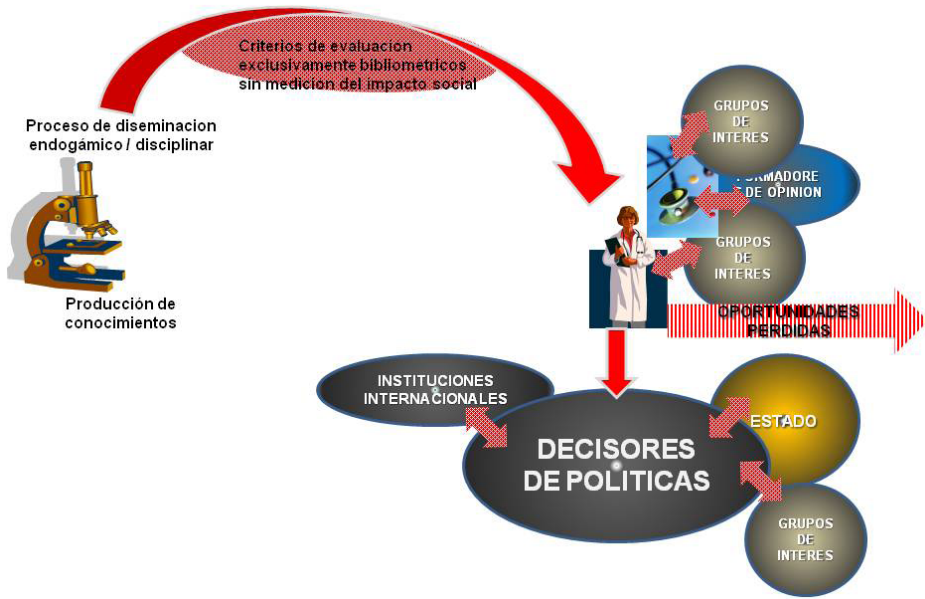 Criterios de evaluacion
exclusivamente bibliometricos
sin medición del impacto social
Proceso de diseminacion
endogámico / disciplinar
Producción de
conocimientos
GRUPOS
DE
INTERES
FORMADORE
DE OPINION
GRUPOS
DE
INTERES
OPORTUNIDADES
PERDIDAS
INSTITUCIONES
INTERNACIONALES
DECISORES
DE POLITICAS
ESTADO
GRUPOS
DE
INTERES